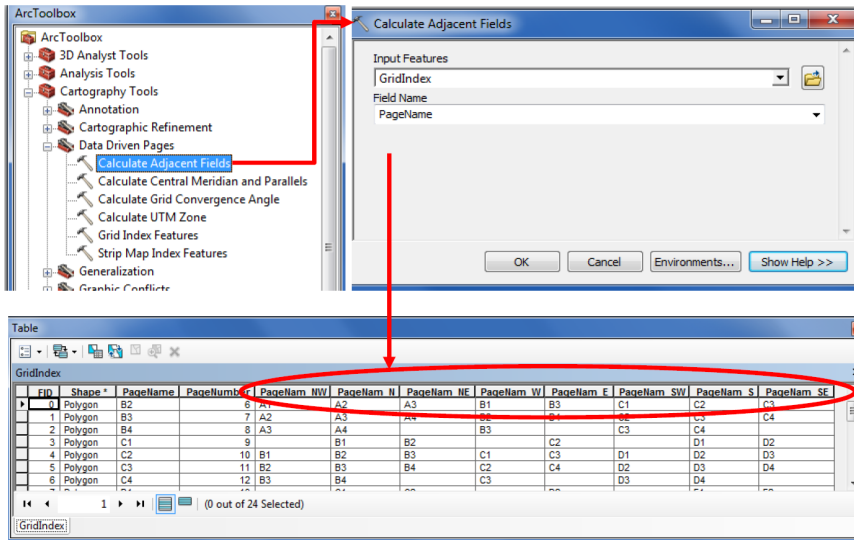 ArcToolbox
ArcToolbox
3D Analyst Tools
Analysis Tools
Cartography Tools
Annotation
Cartographic Refinement
Data Driven Pages
Calculate Adjacent Fields
Calculate Central Meridian and Parallels
Calculate Grid Convergence Angle
Calculate UTM Zone
Grid Index Features
Strip Map Index Features
Generalization
Graphic Conflicts
Calculate Adjacent Fields
Input Features
GridIndex
Field Name
PageName
OK Cancel Environments... Show Help >>
Table
GridIndex
FID Shape * PageName PageNumber PageNam_NW PageNam_N PageNam_NE PageNam_W PageNam_E PageNam_SW PageNam_S PageNam_SE
0 Polygon B2 6 A1 A2 A3 B1 B3 C1 C2 C3
1 Polygon B3 7 A2 A3 A4 B2 B4 C2 C3 C4
2 Polygon B4 8 A3 A4 B3 C3 C4
3 Polygon C1 9 B1 B2 C2 D1 D2
4 Polygon C2 10 B1 B2 B3 C1 C3 D1 D2 D3
5 Polygon C3 11 B2 B3 B4 C2 C4 D2 D3 D4
6 Polygon C4 12 B3 B4 C3 D3 D4
1 (0 out of 24 Selected)
GridIndex